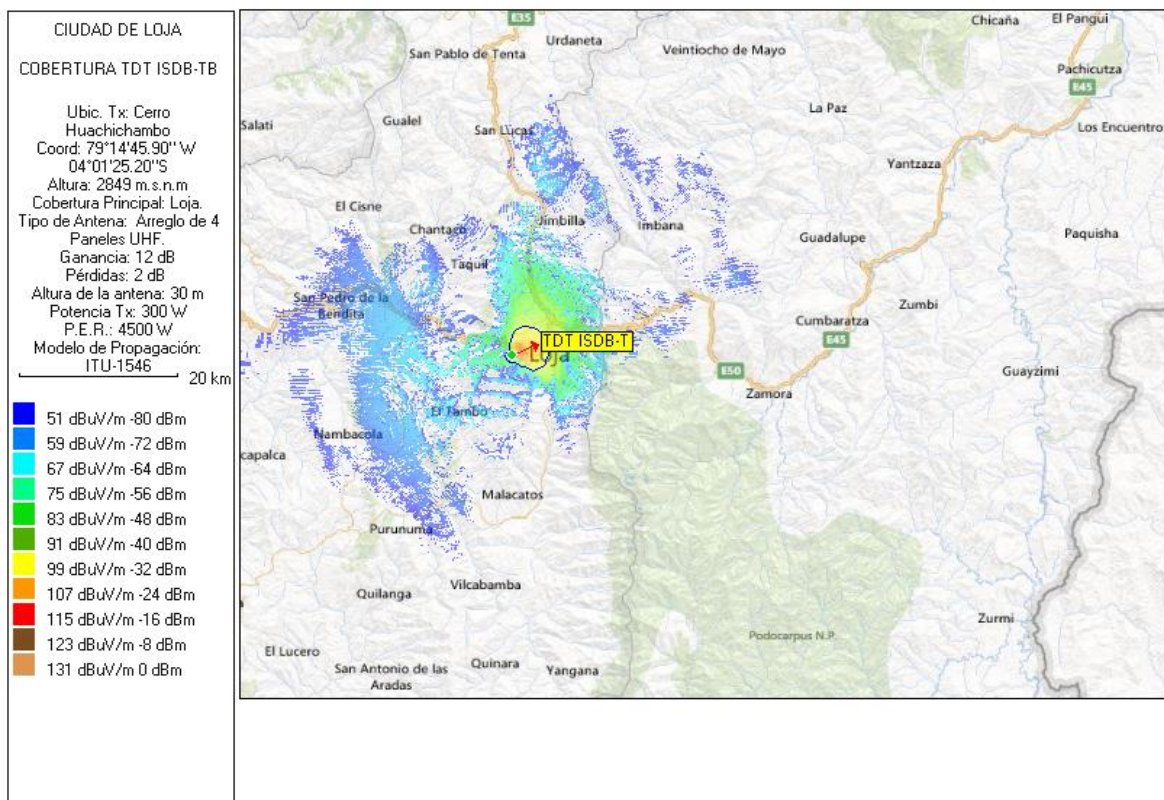 CIUDAD DE LOJA
COBERTURA TDT ISDB-TB
Ubic. Tx: Cerro
Huachichambo
Coord: 79°14'45.90'' W
04°01'25.20''S
Altura: 2849 m.s.n.m
Cobertura Principal: Loja.
Tipo de Antena: Arreglo de 4
Paneles UHF.
Ganancia: 12 dB
Pérdidas: 2 dB
Altura de la antena: 30 m
Potencia Tx: 300 W
P.E.R.: 4500 W
Modelo de Propagación:
ITU-1546
20 km
51 dBuV/m -80 dBm
59 dBuV/m -72 dBm
67 dBuV/m -64 dBm
75 dBuV/m -56 dBm
83 dBuV/m -48 dBm
91 dBuV/m -40 dBm
99 dBuV/m -32 dBm
107 dBuV/m -24 dBm
115 dBuV/m -16 dBm
123 dBuV/m -8 dBm
131 dBuV/m 0 dBm
E35
Urdaneta
San Pablo de Tenta
Veintiocho de Mayo
Chicaña
El Pangui
Pachicutza
E45
La Paz
Salati
Gualel
San Lucas
Los Encuentro
Yantzaza
El Cisne
Chantaco
Jimbilla
Imbana
Guadalupe
Paquisha
Taquil
San Pedro de la
Bendita
Zumbi
Cumbaratza
E45
TDT ISDB-T
Loja
E50
Guayzimi
Zamora
El Tambo
Nambacola
capalca
Malacatos
Purunuma
Vilcabamba
Quilanga
Zurmi
Podocarpus N.P.
El Lucero
San Antonio de las
Aradas
Quinara
Yangana